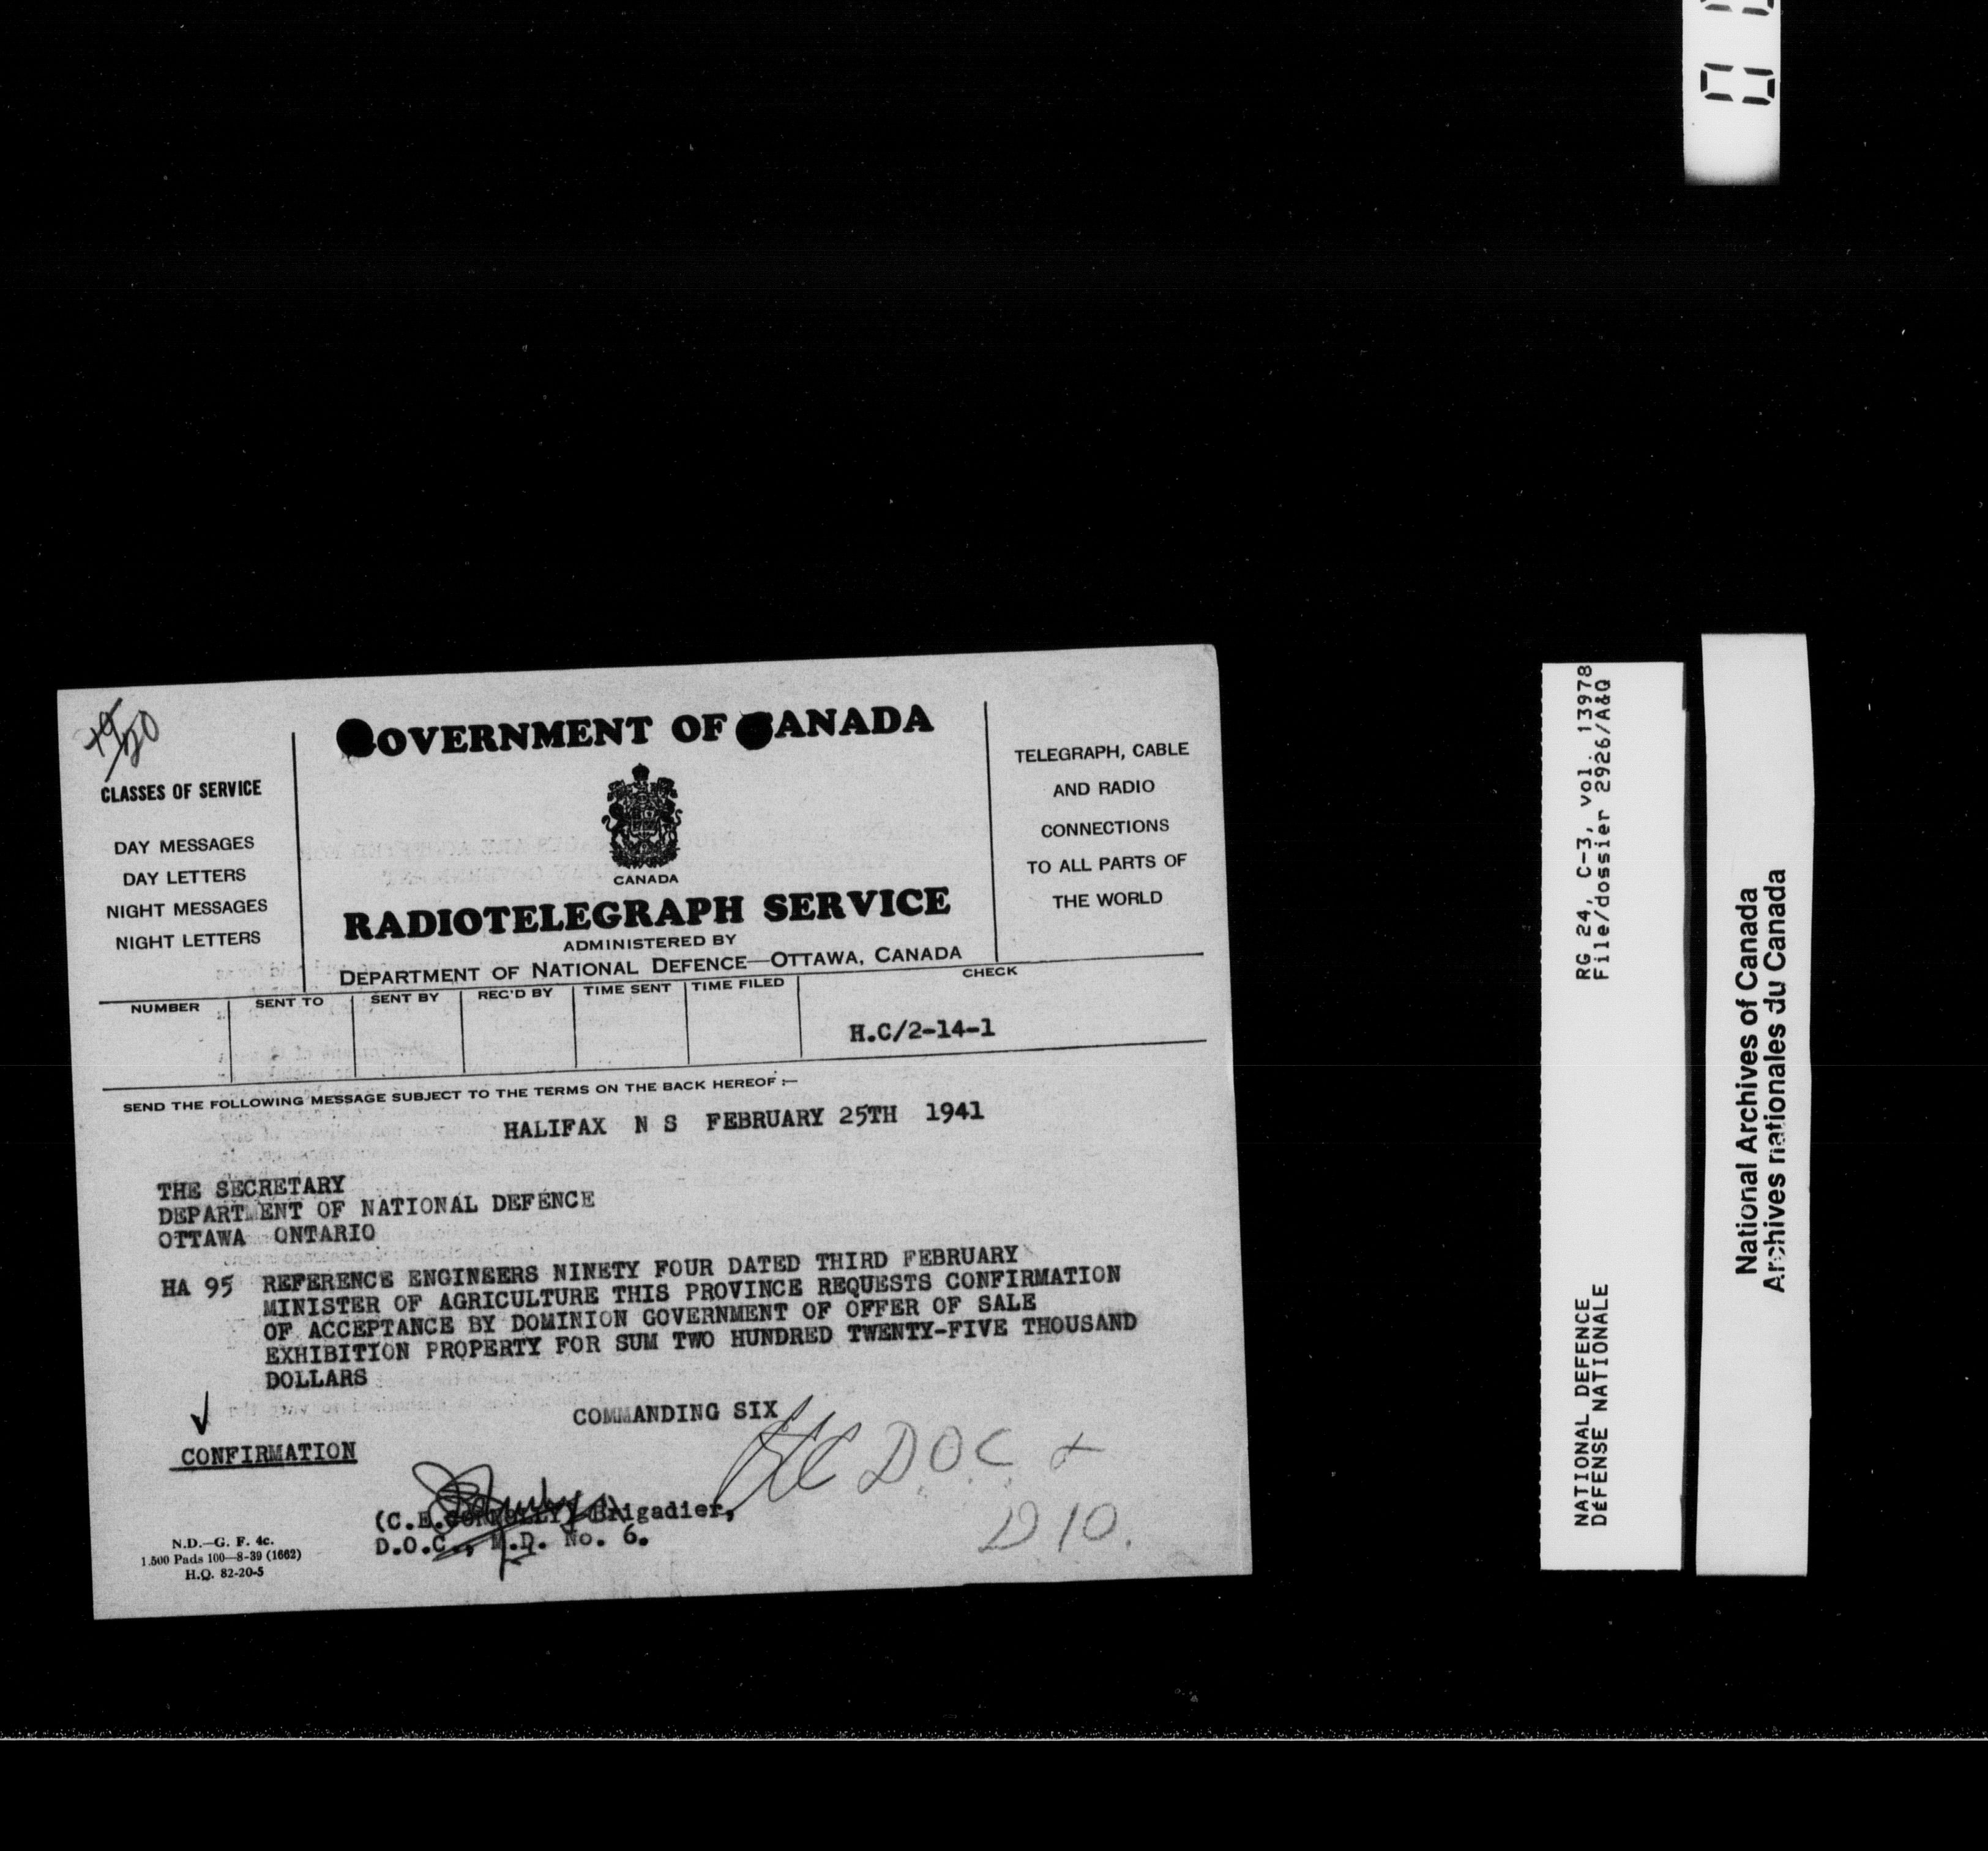 GOVERNMENT OF CANADA
CLASSES OF SERVICE
DAY MESSAGES
DAY LETTERS
NIGHT MESSAGES
NIGHT LETTERS
CANADA
RADIOTELEGRAPH SERVICE
ADMINISTERED BY
DEPARTMENT OF NATIONAL DEFENCE—OTTAWA, CANADA
TELEGRAPH, CABLE
AND RADIO
CONNECTIONS
TO ALL PARTS OF
THE WORLD
NUMBER SENT TO SENT BY REC'D BY TIME SENT TIME FILED CHECK
H.C/2-14-1
SEND THE FOLLOWING MESSAGE SUBJECT TO THE TERMS ON THE BACK HEREOF :—
HALIFAX N S FEBRUARY 25TH 1941
THE SECRETARY
DEPARTMENT OF NATIONAL DEFENCE
OTTAWA ONTARIO
HA 95 REFERENCE ENGINEERS NINETY FOUR DATED THIRD FEBRUARY
MINISTER OF AGRICULTURE THIS PROVINCE REQUESTS CONFIRMATION
OF ACCEPTANCE BY DOMINION GOVERNMENT OF OFFER OF SALE
EXHIBITION PROPERTY FOR SUM TWO HUNDRED TWENTY-FIVE THOUSAND
DOLLARS
COMMANDING SIX
CONFIRMATION
DOC &
D10.
(C.E. CONNOLLY) Brigadier,
D.O.C., M.D. No. 6.
N.D.—G. F. 4c.
1.500 Pads 100—8-39 (1662)
H.Q. 82-20-5
RG 24, C-3, vol. 13978
File/dossier 2926/A&Q
NATIONAL DEFENCE
DÉFENSE NATIONALE
National Archives of Canada
Archives nationales du Canada